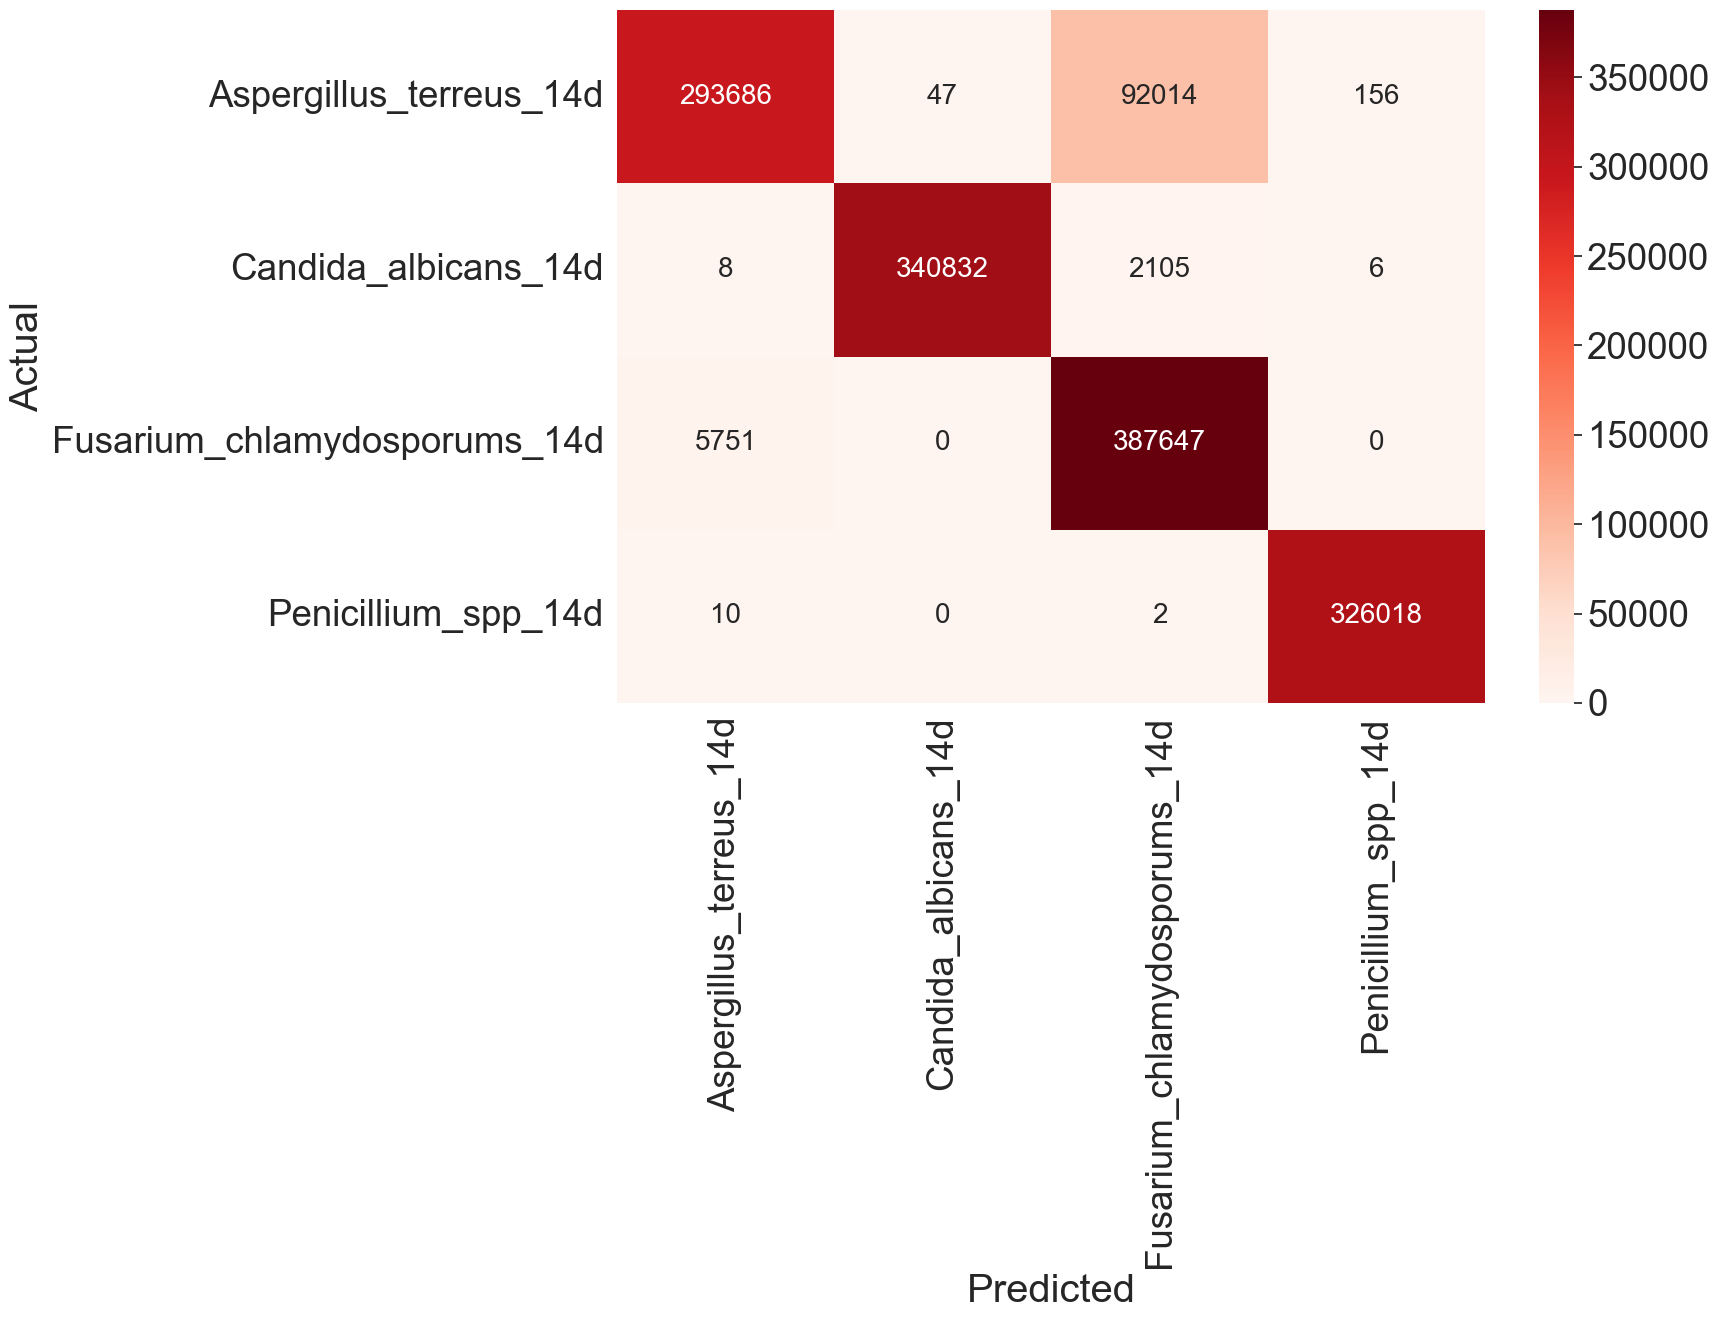 Actual
Aspergillus_terreus_14d 293686 47 92014 156
Candida_albicans_14d 8 340832 2105 6
Fusarium_chlamydosporums_14d 5751 0 387647 0
Penicillium_spp_14d 10 0 2 326018
Aspergillus_terreus_14d
Candida_albicans_14d
Fusarium_chlamydosporums_14d
Penicillium_spp_14d
Predicted
350000
300000
250000
200000
150000
100000
50000
0